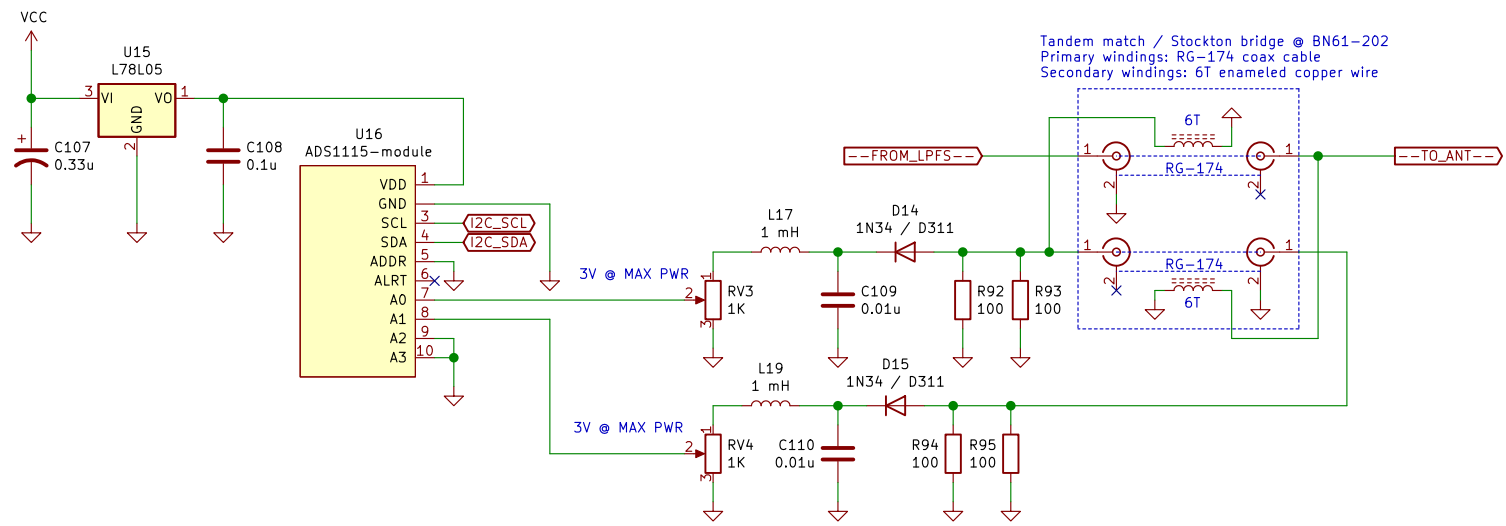 VCC
U15
L78L05
3
VI
VO
1
GND
2
+
C107
0.33u
C108
0.1u
U16
ADS1115-module
VDD
1
GND
2
SCL
3
I2C_SCL
SDA
4
I2C_SDA
ADDR
5
ALRT
6
A0
7
A1
8
A2
9
A3
10
Tandem match / Stockton bridge @ BN61-202
Primary windings: RG-174 coax cable
Secondary windings: 6T enameled copper wire
6T
--FROM_LPFS--
1
2
RG-174
1
2
--TO_ANT--
1
2
RG-174
1
2
6T
D14
1N34 / D311
L17
1 mH
3V @ MAX PWR
1
2
3
RV3
1K
C109
0.01u
R92
100
R93
100
D15
1N34 / D311
L19
1 mH
3V @ MAX PWR
1
2
3
RV4
1K
C110
0.01u
R94
100
R95
100